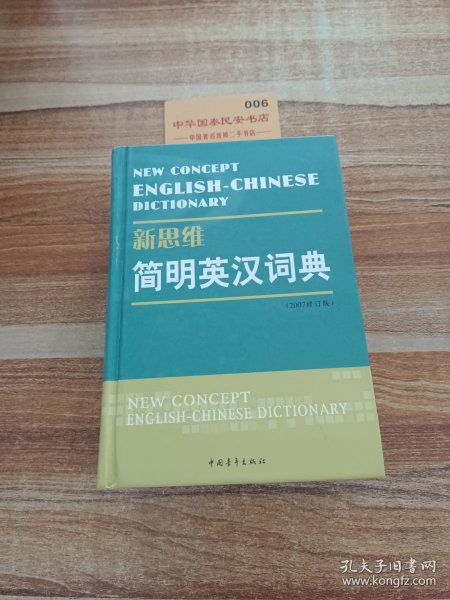 006
中华国泰民安书店
中国著名技师二手书店
NEW CONCEPT
ENGLISH-CHINESE
DICTIONARY
新思维
简明英汉词典
（2007修订版）
NEW CONCEPT
ENGLISH-CHINESE DICTIONARY
中国青年出版社
孔夫子旧书网
www.kongfz.com